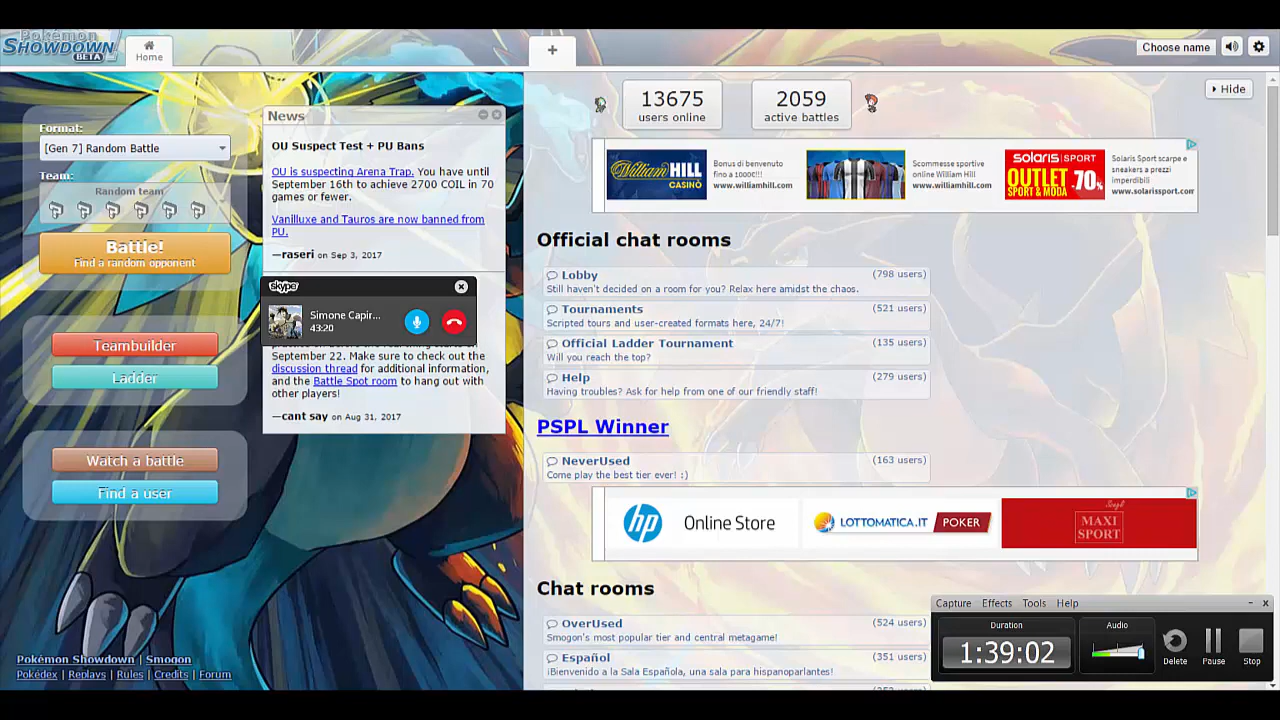 Pokémon
SHOWDOWN
BETA
Home
+
Choose name
Format:
[Gen 7] Random Battle
Team:
Random team
Battle!
Find a random opponent
Teambuilder
Ladder
Watch a battle
Find a user
Pokémon Showdown | Smogon
Pokédex | Replays | Rules | Credits | Forum
News
OU Suspect Test + PU Bans
OU is suspecting Arena Trap. You have until
September 16th to achieve 2700 COIL in 70
games or fewer.
Vanilluxe and Tauros are now banned from
PU.
—raseri on Sep 3, 2017
skype
Simone Capir...
43:20
September 22. Make sure to check out the
discussion thread for additional information,
and the Battle Spot room to hang out with
other players!
—cant say on Aug 31, 2017
13675
users online
2059
active battles
Hide
William HILL
CASINÒ
Bonus di benvenuto
fino a 1000€!!!
www.williamhill.com
Scommesse sportive
online William Hill
www.williamhill.com
SOLARIS|SPORT
OUTLET
SPORT & MODA
-70%
Solaris Sport scarpe e
sneakers a prezzi
imperdibili
www.solarissport.com
Official chat rooms
Lobby (798 users)
Still haven't decided on a room for you? Relax here amidst the chaos.
Tournaments (521 users)
Scripted tours and user-created formats here, 24/7!
Official Ladder Tournament (135 users)
Will you reach the top?
Help (279 users)
Having troubles? Ask for help from one of our friendly staff!
PSPL Winner
NeverUsed (163 users)
Come play the best tier ever! :)
hp
Online Store
LOTTOMATICA.IT POKER
MAXI
SPORT
Chat rooms
OverUsed (524 users)
Smogon's most popular tier and central metagame!
Español (351 users)
¡Bienvenido a la Sala Española, una sala para hispanoparlantes!
Capture Effects Tools Help
Duration
1:39:02
Audio
Delete
Pause
Stop